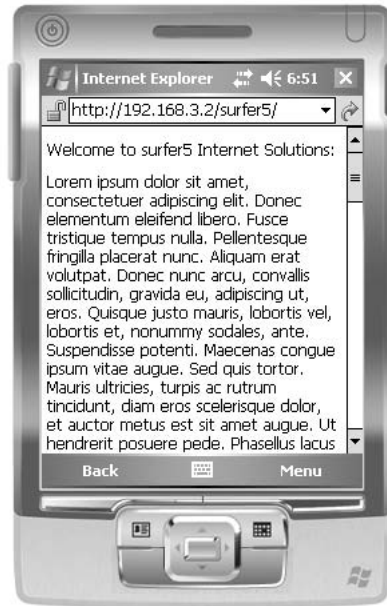 Internet Explorer 6:51
http://192.168.3.2/surfer5/
Welcome to surfer5 Internet Solutions:
Lorem ipsum dolor sit amet,
consectetuer adipiscing elit. Donec
elementum eleifend libero. Fusce
tristique tempus nulla. Pellentesque
fringilla placerat nunc. Aliquam erat
volutpat. Donec nunc arcu, convallis
sollicitudin, gravida eu, adipiscing ut,
eros. Quisque justo mauris, lobortis vel,
lobortis et, nonummy sodales, ante.
Suspendisse potenti. Maecenas congue
ipsum vitae augue. Sed quis tortor.
Mauris ultricies, turpis ac rutrum
tincidunt, diam eros scelerisque dolor,
et auctor metus est sit amet augue. Ut
hendrerit posuere pede. Phasellus lacus
Back Menu